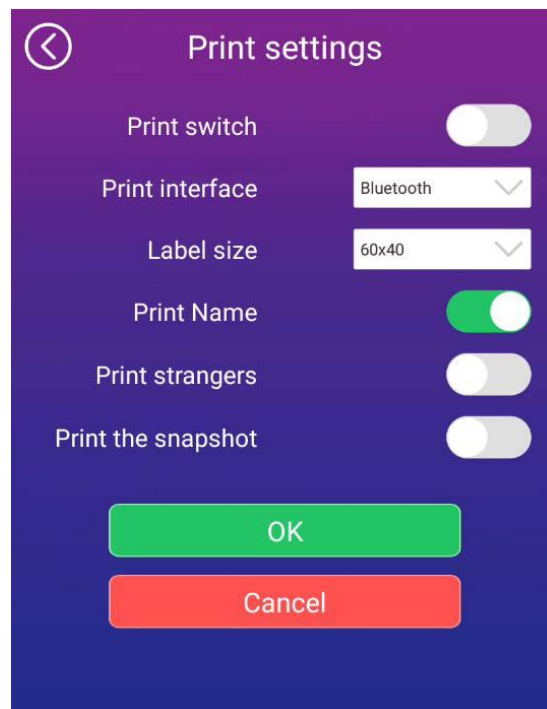 Print settings
Print switch
Print interface Bluetooth
Label size 60x40
Print Name
Print strangers
Print the snapshot
OK
Cancel